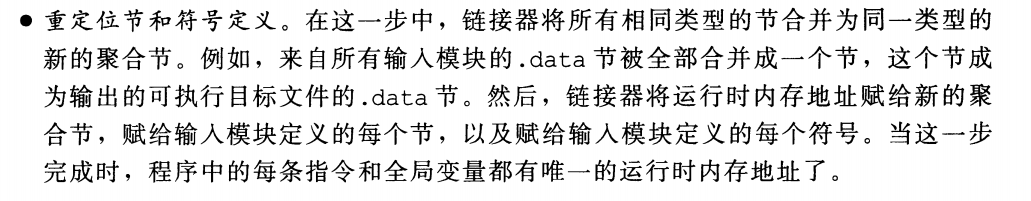 ● 重定位节和符号定义。在这一步中，链接器将所有相同类型的节合并为同一类型的
新的聚合节。例如，来自所有输入模块的.data 节被全部合并成一个节，这个节成
为输出的可执行目标文件的.data 节。然后，链接器将运行时内存地址赋给新的聚
合节，赋给输入模块定义的每个节，以及赋给输入模块定义的每个符号。当这一步
完成时，程序中的每条指令和全局变量都有唯一的运行时内存地址了。